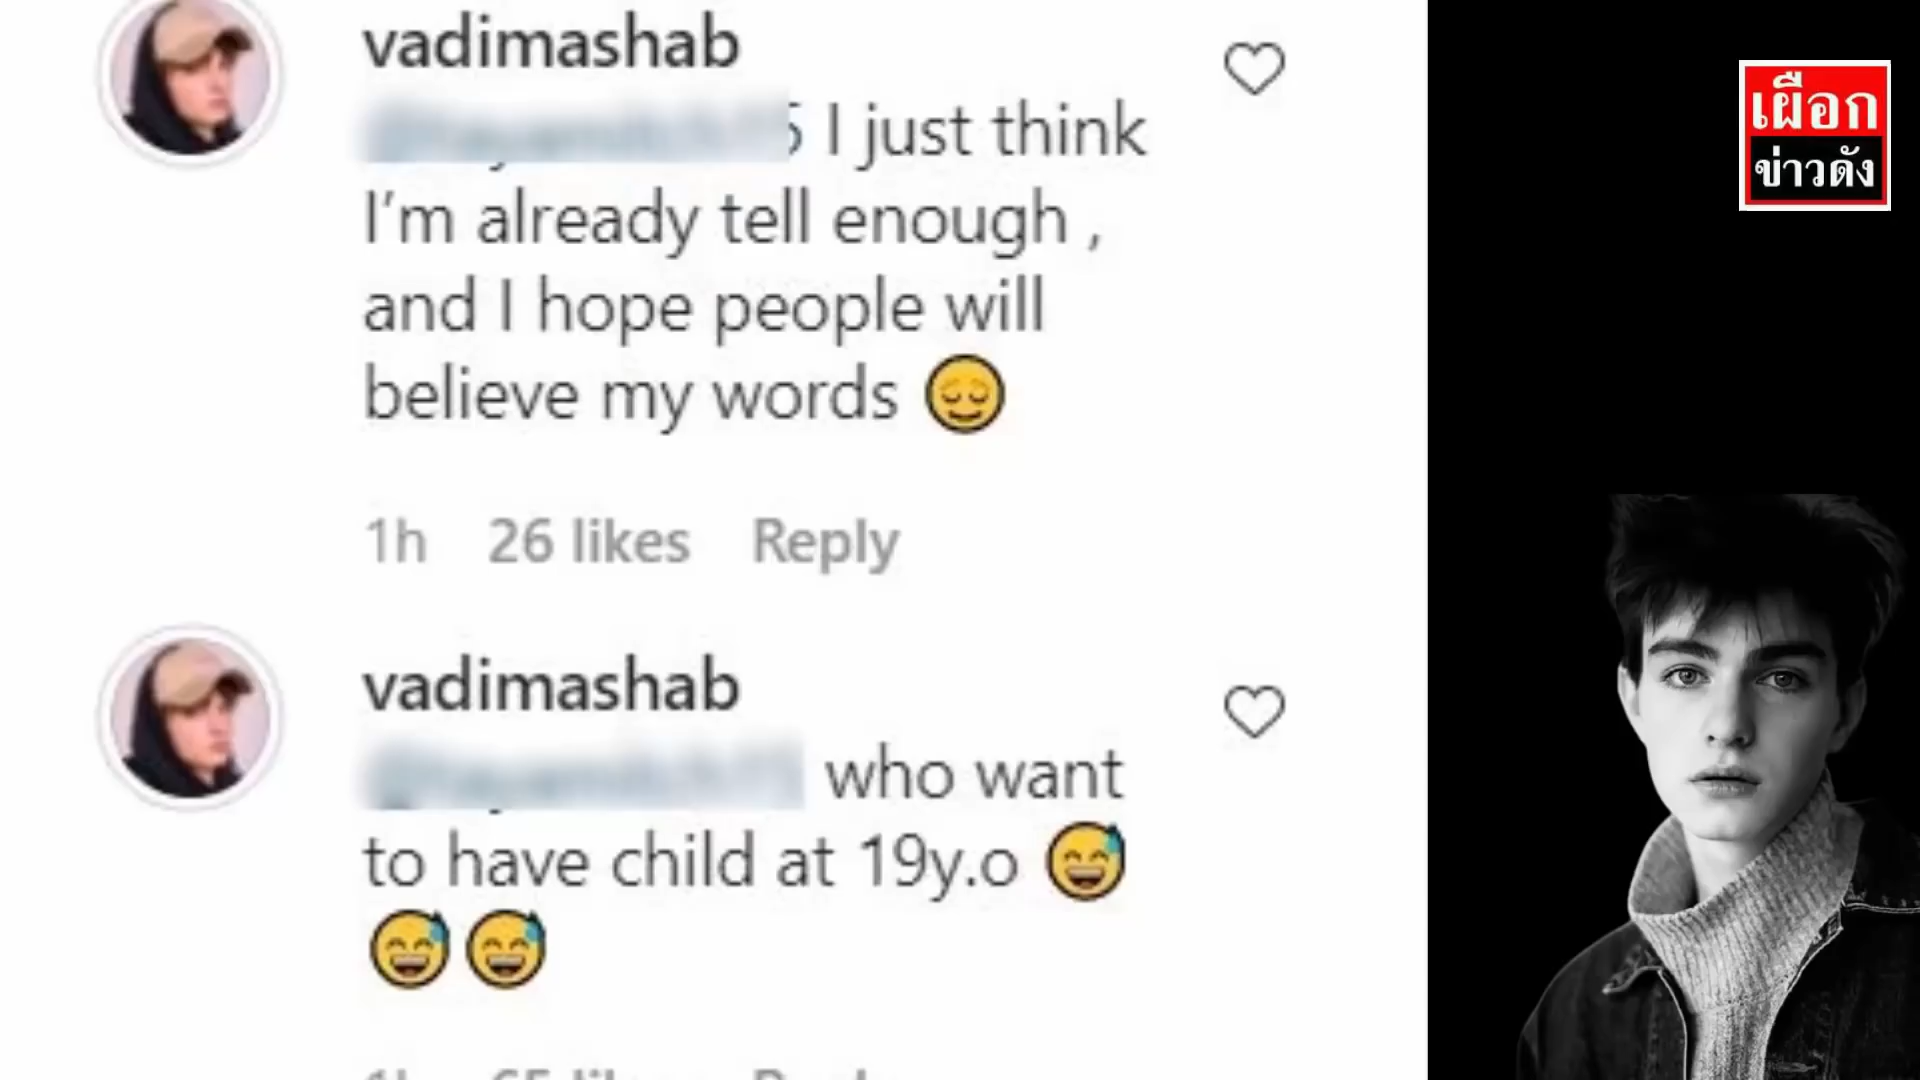 vadimashab
I just think
I'm already tell enough ,
and I hope people will
believe my words 😌
1h 26 likes Reply
vadimashab
who want
to have child at 19y.o 😅
😅😅
เผือก
ข่าวดัง